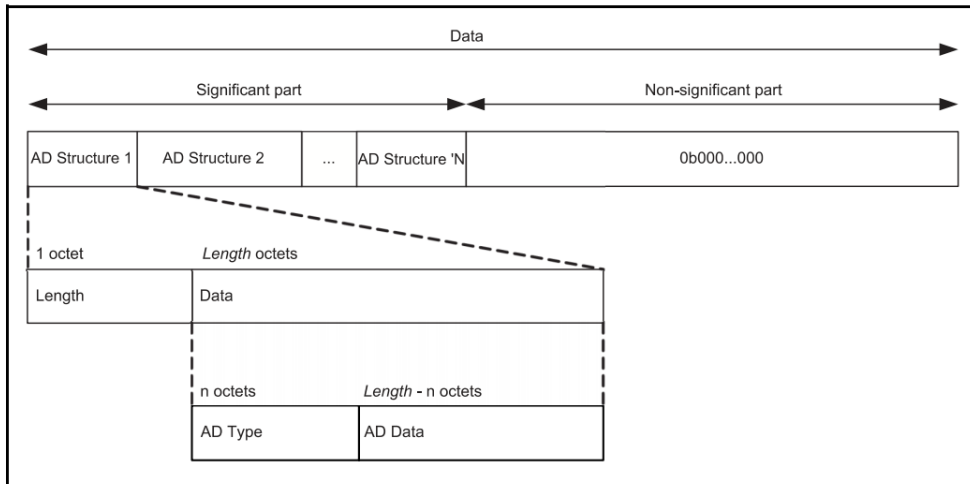 Data
Significant part Non-significant part
AD Structure 1 AD Structure 2 ... AD Structure 'N 0b000...000
1 octet Length octets
Length Data
n octets Length - n octets
AD Type AD Data